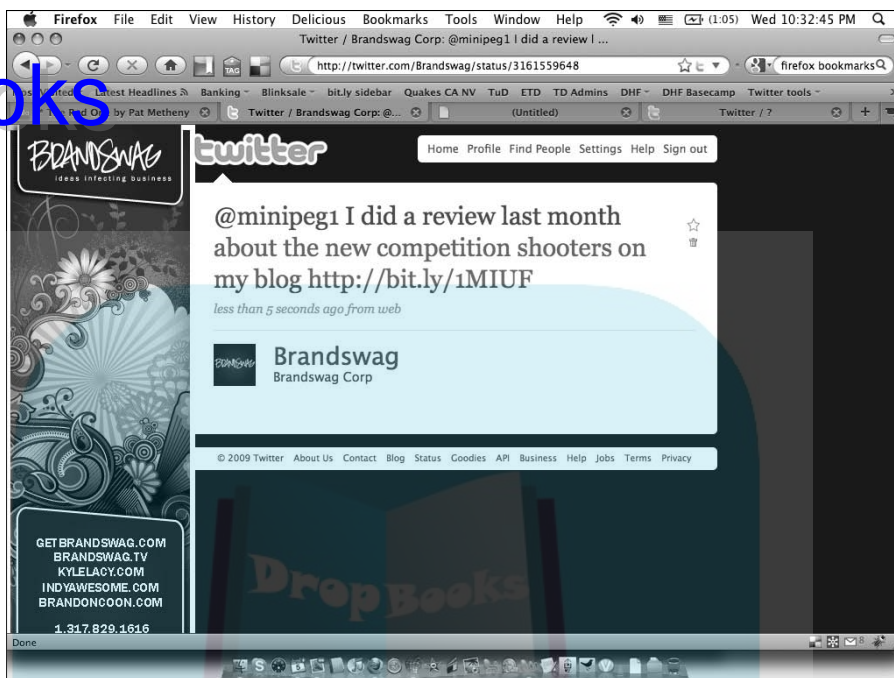 Firefox File Edit View History Delicious Bookmarks Tools Window Help (1:05) Wed 10:32:45 PM
Twitter / Brandswag Corp: @minipeg1 I did a review l ...
http://twitter.com/Brandswag/status/3161559648 firefox bookmarks
oks
Latest Headlines Banking Blinksale bit.ly sidebar Quakes CA NV TuD ETD TD Admins DHF DHF Basecamp Twitter tools
by Pat Metheny Twitter / Brandswag Corp: @... (Untitled) Twitter / ?
BRANDSWAG
ideas infecting business
twitter
Home Profile Find People Settings Help Sign out
@minipeg1 I did a review last month
about the new competition shooters on
my blog http://bit.ly/1MIUF
less than 5 seconds ago from web
BRANDSWAG
Brandswag
Brandswag Corp
© 2009 Twitter About Us Contact Blog Status Goodies API Business Help Jobs Terms Privacy
GETBRANDSWAG.COM
BRANDSWAG.TV
KYLELACY.COM
INDYAWESOME.COM
BRANDONCOON.COM
1.317.829.1616
DropBooks
Done 8